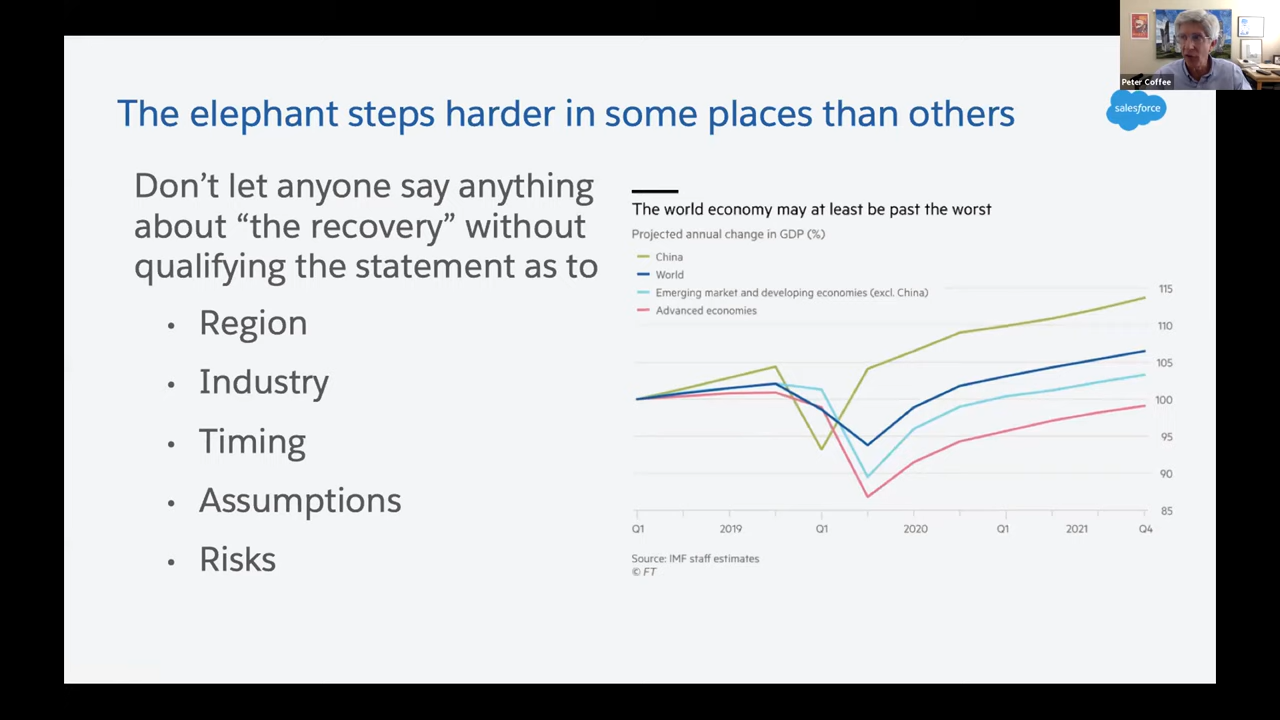 Peter Coffee
salesforce
The elephant steps harder in some places than others
Don’t let anyone say anything
about “the recovery” without
qualifying the statement as to
• Region
• Industry
• Timing
• Assumptions
• Risks
The world economy may at least be past the worst
Projected annual change in GDP (%)
China
World
Emerging market and developing economies (excl. China)
Advanced economies
115
110
105
100
95
90
85
Q1 2019 Q1 2020 Q1 2021 Q4
Source: IMF staff estimates
© FT